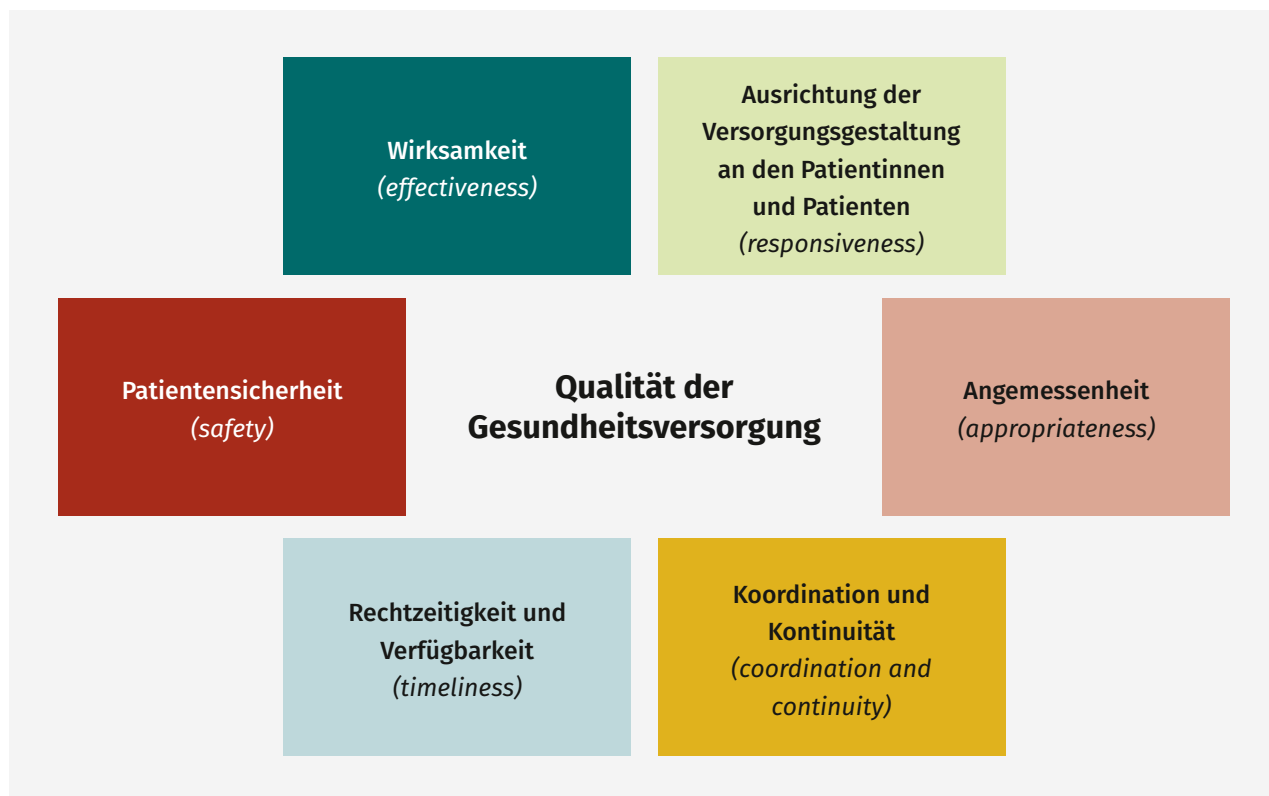 Wirksamkeit
(effectiveness)
Ausrichtung der
Versorgungsgestaltung
an den Patientinnen
und Patienten
(responsiveness)
Patientensicherheit
(safety)
Qualität der
Gesundheitsversorgung
Angemessenheit
(appropriateness)
Rechtzeitigkeit und
Verfügbarkeit
(timeliness)
Koordination und
Kontinuität
(coordination and
continuity)